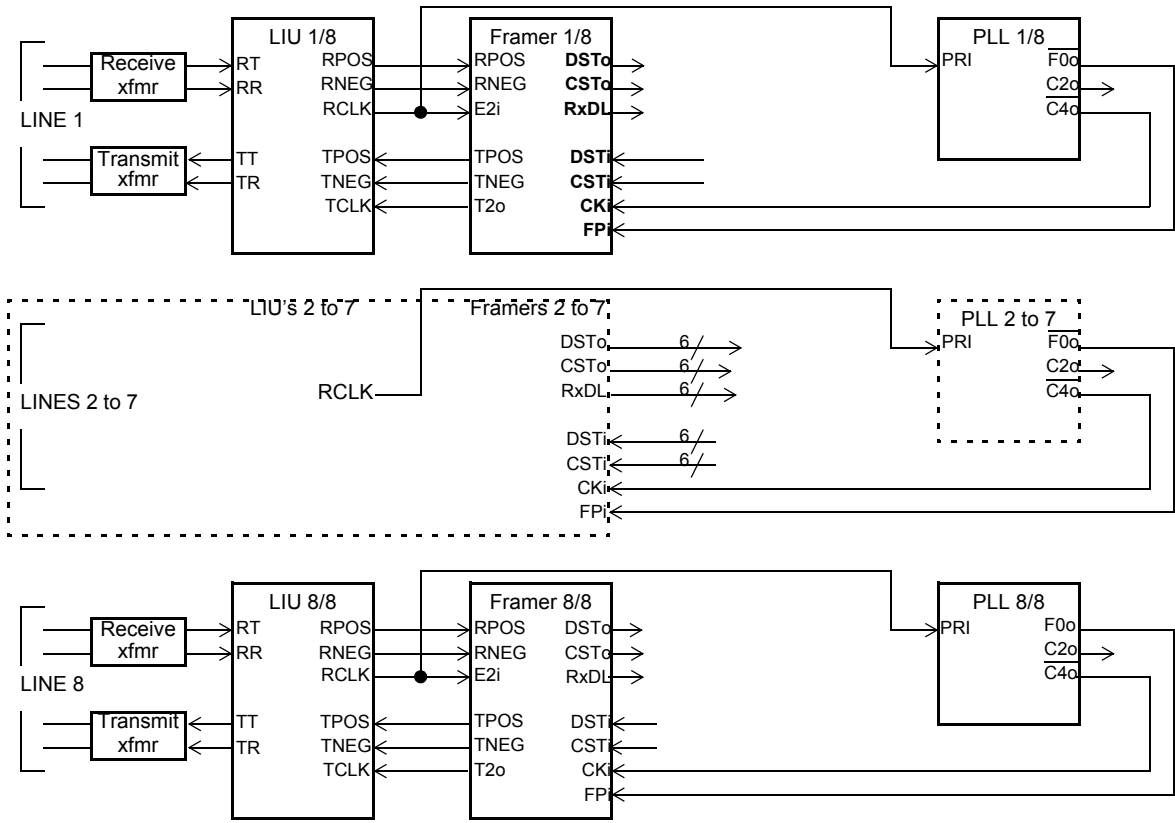 LIU 1/8
Framer 1/8
PLL 1/8
Receive
xfmr
RT
RR
RPOS
RNEG
RCLK
RPOS
RNEG
E2i
DSTo
CSTo
RxDL
PRI
F0o
C2o
C4o
LINE 1
Transmit
xfmr
TT
TR
TPOS
TNEG
TCLK
TPOS
TNEG
T2o
DSTi
CSTi
CKi
FPi
LIU's 2 to 7
Framers 2 to 7
PLL 2 to 7
LINES 2 to 7
RCLK
DSTo
CSTo
RxDL
6
6
6
DSTi
CSTi
6
6
CKi
FPi
PRI
F0o
C2o
C4o
LIU 8/8
Framer 8/8
PLL 8/8
Receive
xfmr
RT
RR
RPOS
RNEG
RCLK
RPOS
RNEG
E2i
DSTo
CSTo
RxDL
PRI
F0o
C2o
C4o
LINE 8
Transmit
xfmr
TT
TR
TPOS
TNEG
TCLK
TPOS
TNEG
T2o
DSTi
CSTi
CKi
FPi